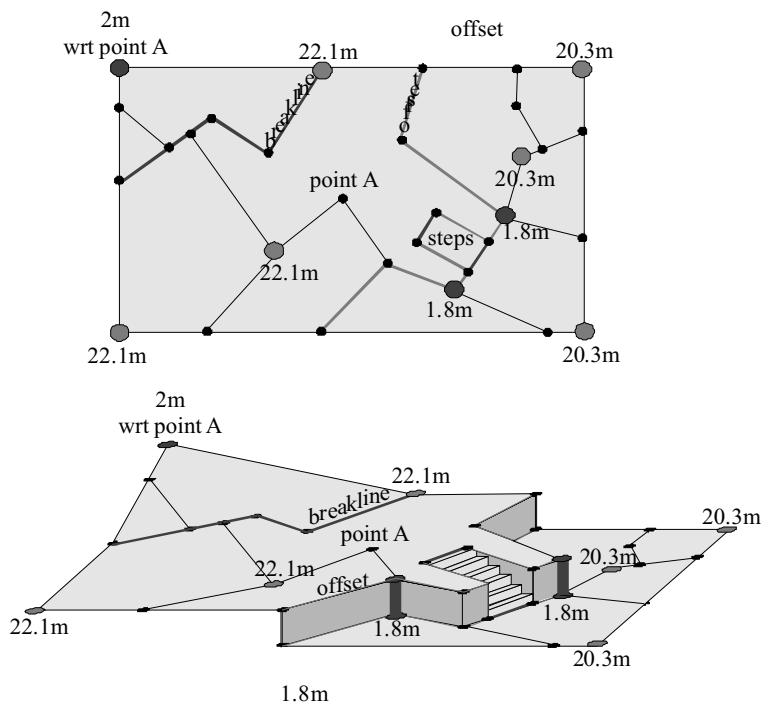 2m
wrt point A
22.1m
offset
20.3m
breakline
offset
point A
20.3m
steps
1.8m
22.1m
1.8m
22.1m
20.3m
2m
wrt point A
22.1m
breakline
20.3m
point A
22.1m
offset
20.3m
22.1m
1.8m
1.8m
20.3m
1.8m